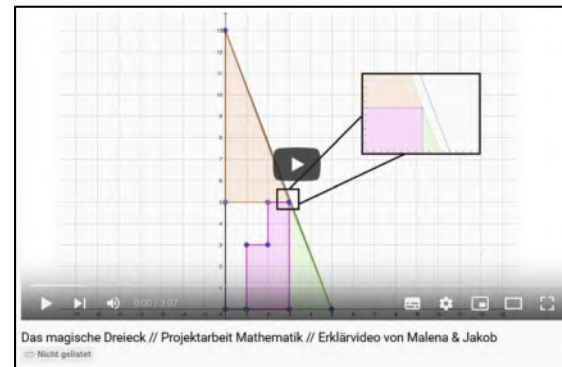 0:00 / 3:07
Das magische Dreieck // Projektarbeit Mathematik // Erklärvideo von Malena & Jakob
Nicht gelistet